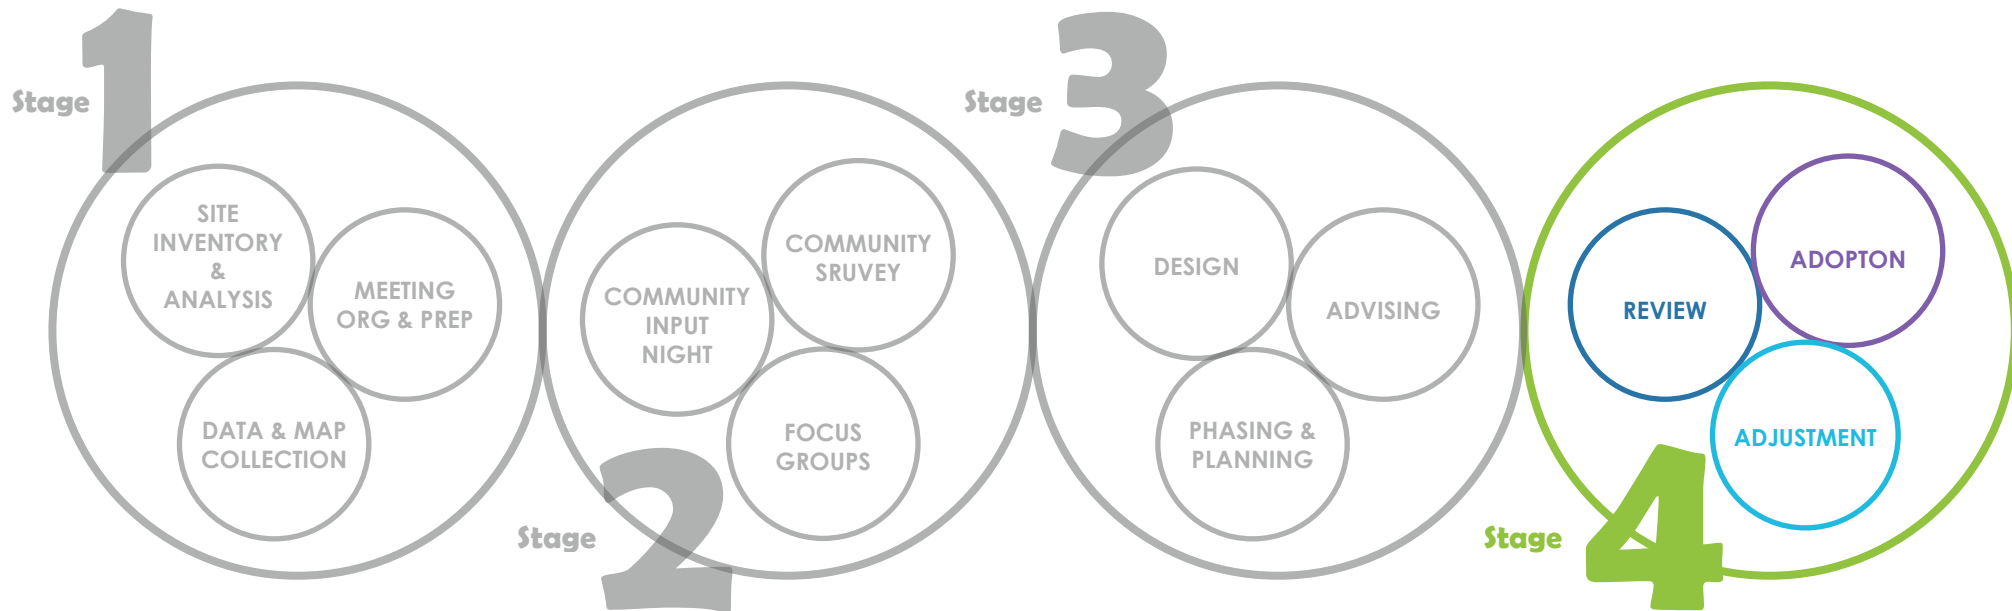 Stage 1
SITE
INVENTORY
&
ANALYSIS
MEETING
ORG & PREP
DATA & MAP
COLLECTION
Stage 2
COMMUNITY
INPUT
NIGHT
COMMUNITY
SRUVEY
FOCUS
GROUPS
Stage 3
DESIGN
ADVISING
PHASING &
PLANNING
Stage 4
REVIEW
ADOPTON
ADJUSTMENT